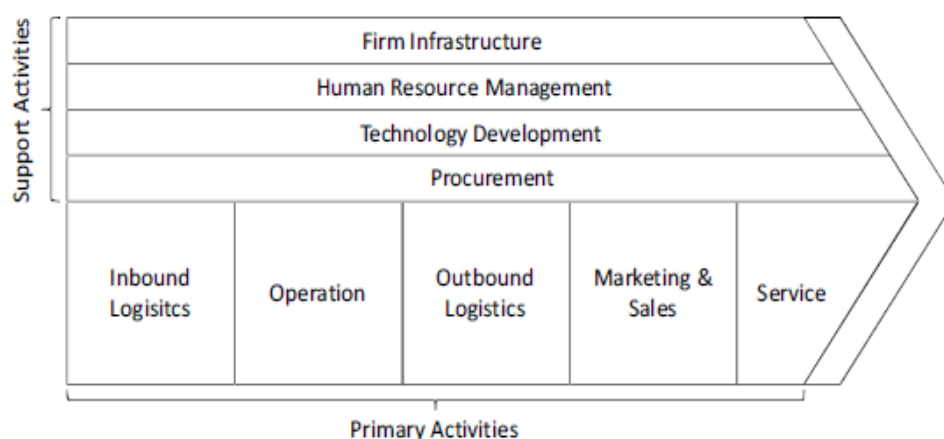 Support Activities
Firm Infrastructure
Human Resource Management
Technology Development
Procurement
Inbound
Logisitcs
Operation
Outbound
Logistics
Marketing &
Sales
Service
Primary Activities